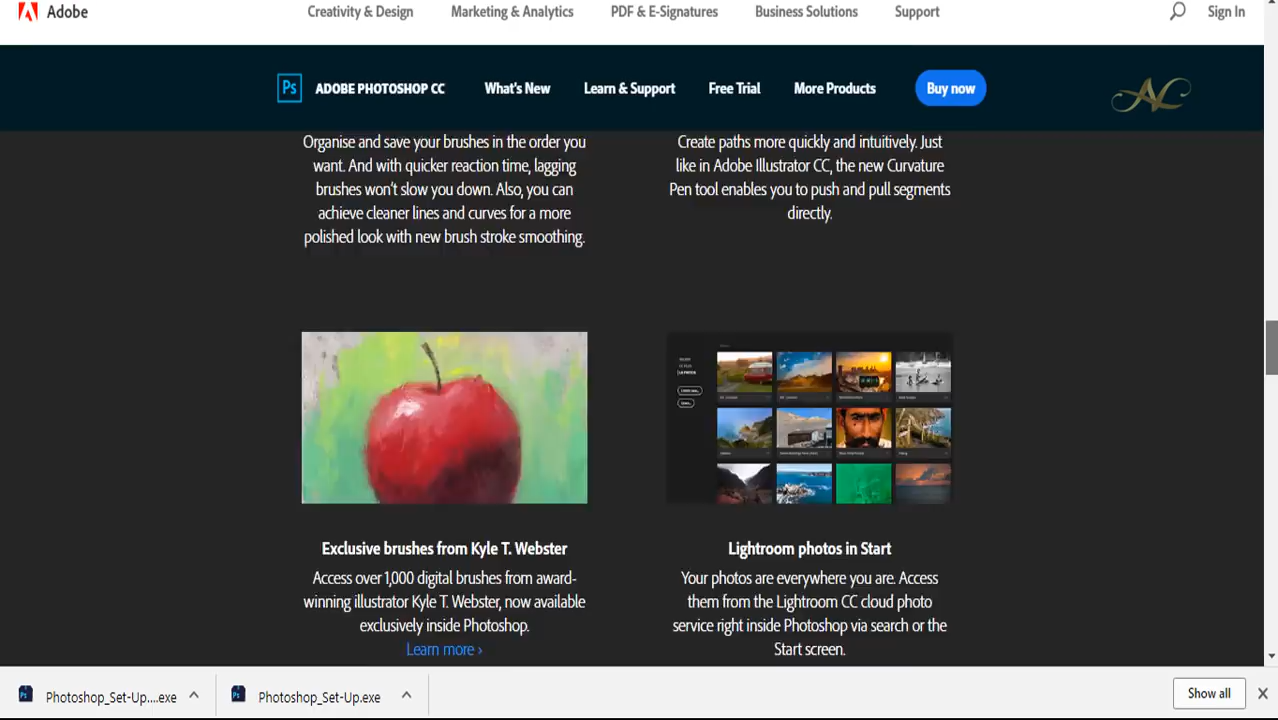 Adobe
Creativity & Design
Marketing & Analytics
PDF & E-Signatures
Business Solutions
Support
Sign In
Ps
ADOBE PHOTOSHOP CC
What's New
Learn & Support
Free Trial
More Products
Buy now
AC
Organise and save your brushes in the order you
want. And with quicker reaction time, lagging
brushes won't slow you down. Also, you can
achieve cleaner lines and curves for a more
polished look with new brush stroke smoothing.
Create paths more quickly and intuitively. Just
like in Adobe Illustrator CC, the new Curvature
Pen tool enables you to push and pull segments
directly.
Exclusive brushes from Kyle T. Webster
Access over 1,000 digital brushes from award-
winning illustrator Kyle T. Webster, now available
exclusively inside Photoshop.
Learn more ›
Lightroom photos in Start
Your photos are everywhere you are. Access
them from the Lightroom CC cloud photo
service right inside Photoshop via search or the
Start screen.
Photoshop_Set-Up....exe
Photoshop_Set-Up.exe
Show all